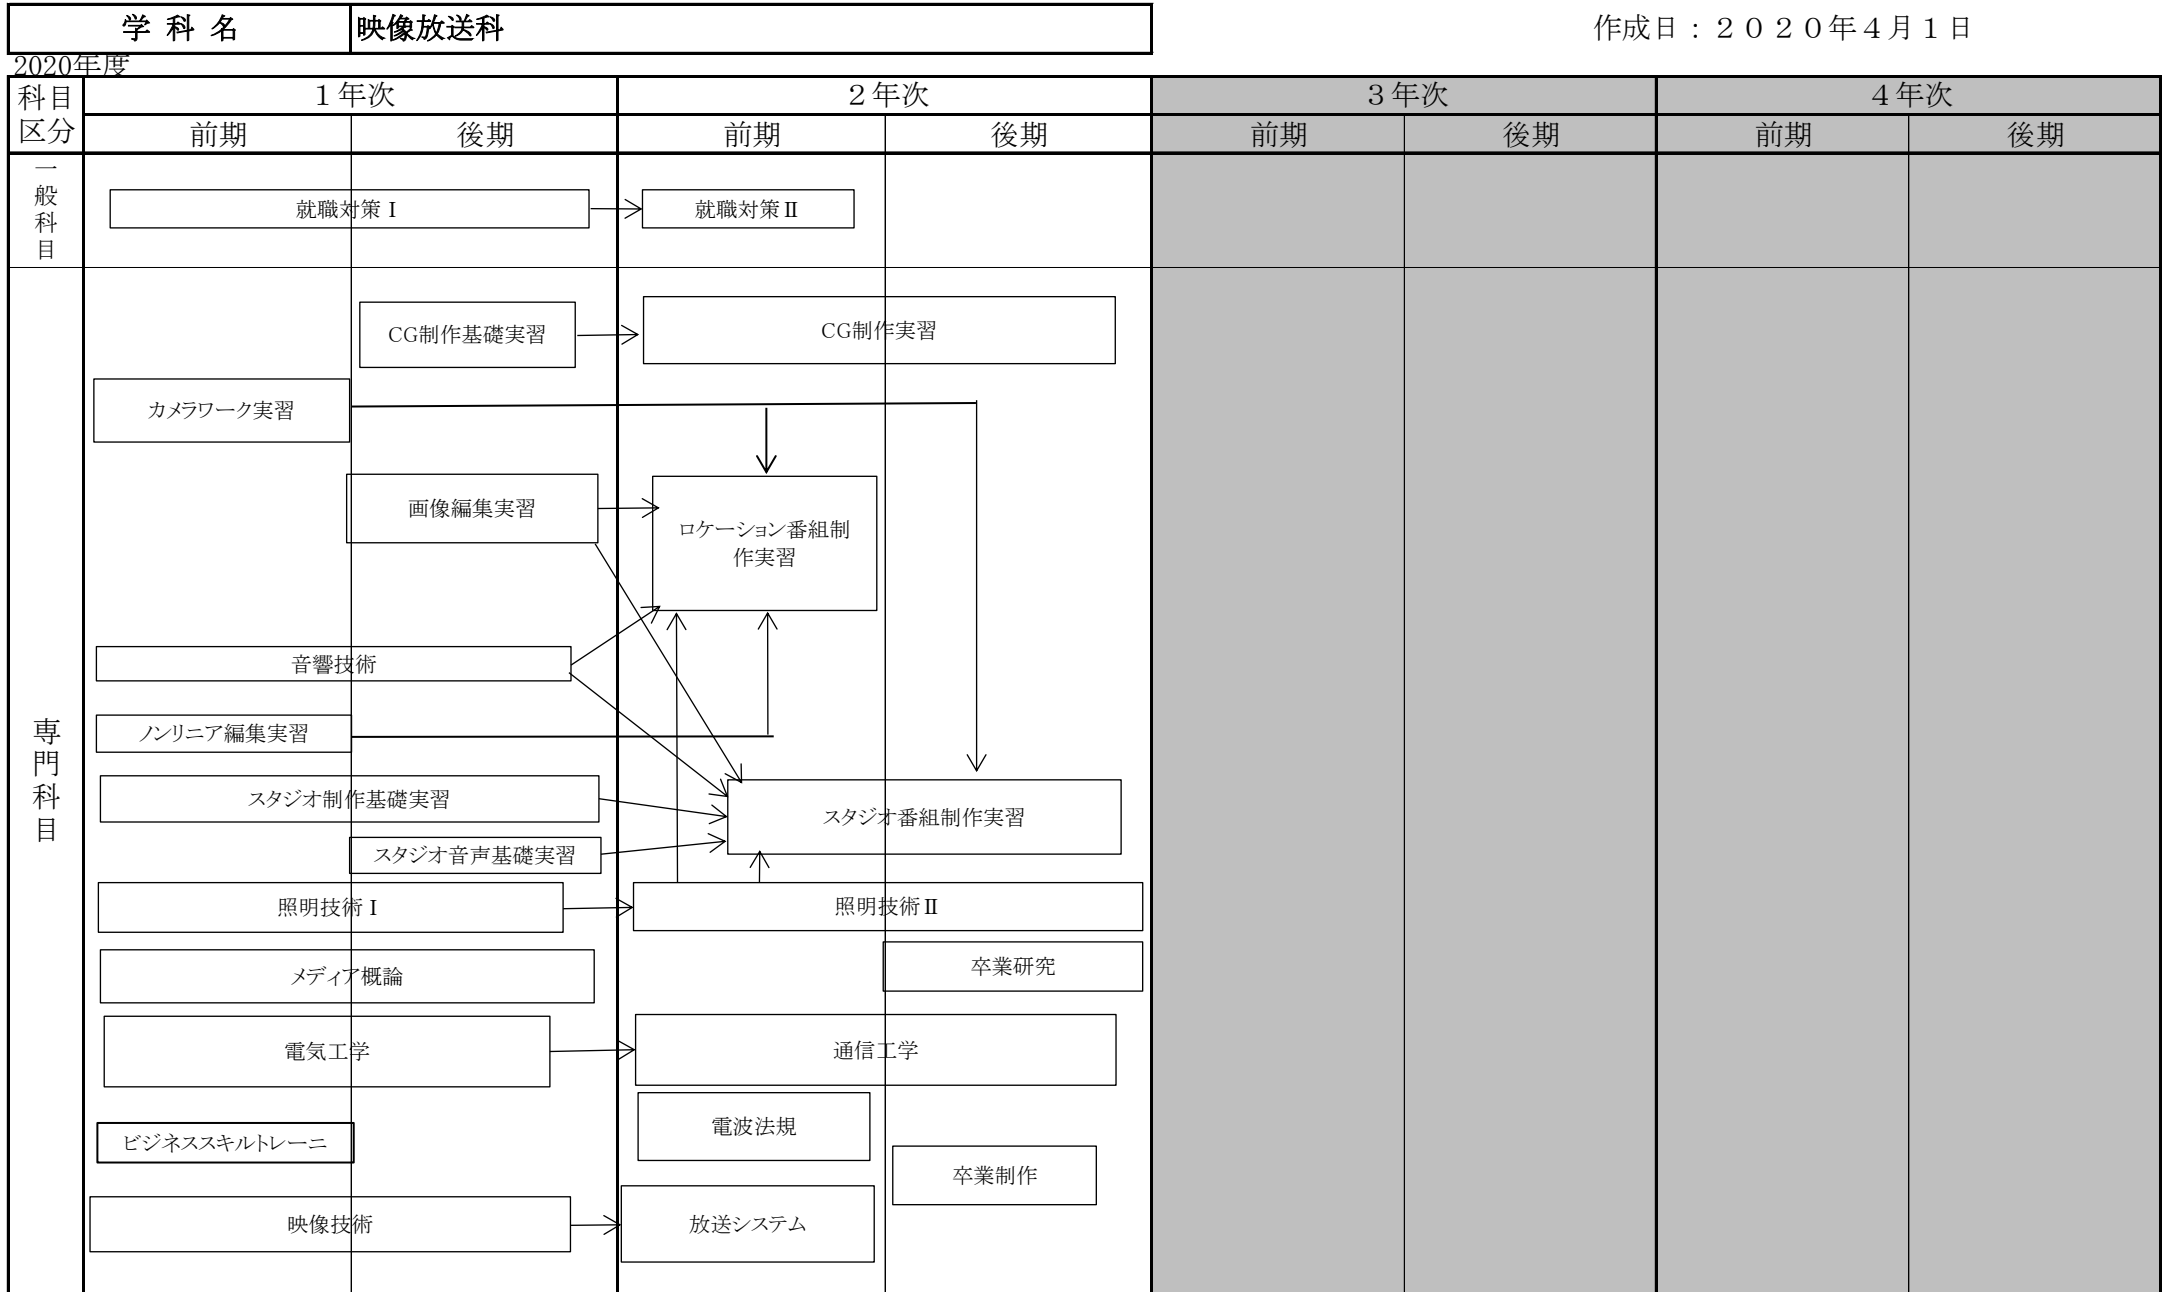 学 科 名
映像放送科
作成日：２０２０年４月１日
2020年度
科目
区分
１年次
２年次
３年次
４年次
前期
後期
前期
後期
前期
後期
前期
後期
一
般
科
目
就職対策Ⅰ
就職対策Ⅱ
CG制作基礎実習
CG制作実習
カメラワーク実習
画像編集実習
ロケーション番組制
作実習
音響技術
ノンリニア編集実習
専
門
科
目
スタジオ制作基礎実習
スタジオ番組制作実習
スタジオ音声基礎実習
照明技術Ⅰ
照明技術Ⅱ
メディア概論
卒業研究
電気工学
通信工学
電波法規
ビジネススキルトレーニ
卒業制作
映像技術
放送システム